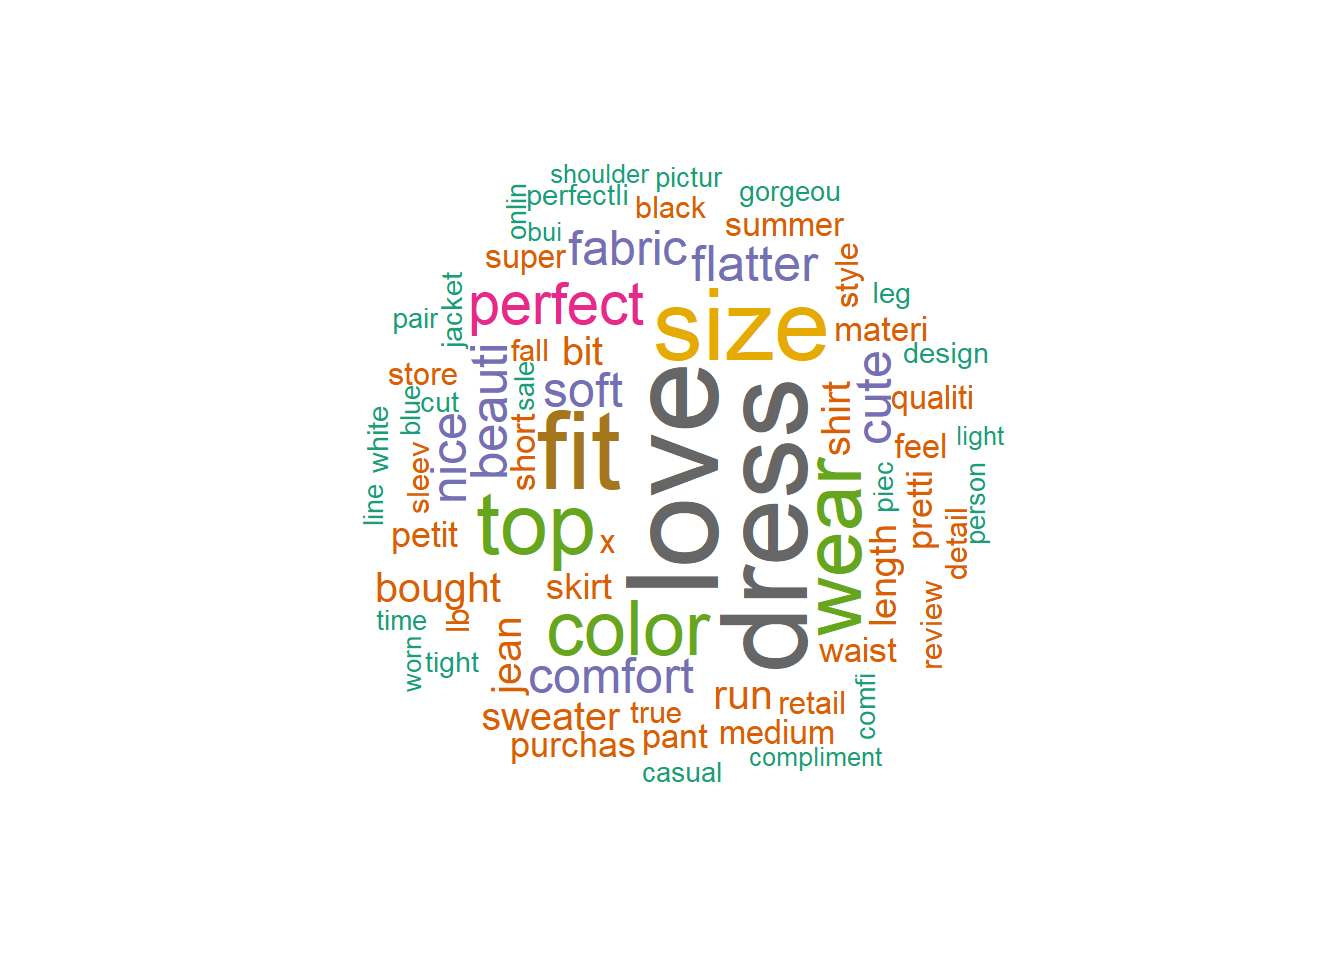 shoulder
pictur
onlin
perfectli
gorgeou
black
summer
bui
super
fabric
flatter
style
jacket
perfect
size
leg
pair
materi
fall
bit
design
store
beauti
sale
soft
love
dress
shirt
cute
qualiti
blue
cut
white
nice
short
fit
feel
light
sleev
line
wear
piec
pretti
person
petit
top
x
length
detail
bought
skirt
time
lb
color
review
worn
tight
jean
comfort
waist
run
retail
comfi
sweater
true
medium
purchas
pant
compliment
casual